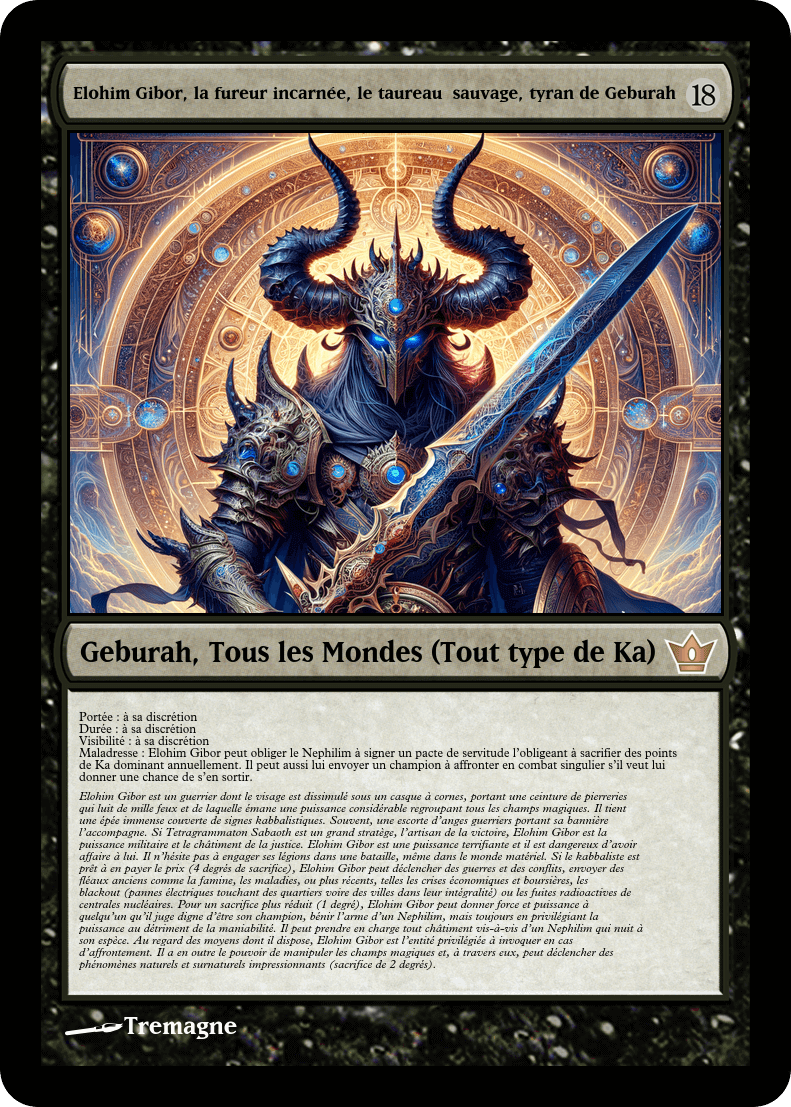 Elohim Gibor, la fureur incarnée, le taureau  sauvage, tyran de Geburah 18
Geburah, Tous les Mondes (Tout type de Ka)
Portée : à sa discrétion
Durée : à sa discrétion
Visibilité : à sa discrétion
Maladresse : Elohim Gibor peut obliger le Nephilim à signer un pacte de servitude l'obligeant à sacrifier des points
de Ka dominant annuellement. Il peut aussi lui envoyer un champion à affronter en combat singulier s'il veut lui
donner une chance de s'en sortir.
Elohim Gibor est un guerrier dont le visage est dissimulé sous un casque à cornes, portant une ceinture de pierreries
qui luit de mille feux et de laquelle émane une puissance considérable regroupant tous les champs magiques. Il tient
une épée immense couverte de signes kabbalistiques. Souvent, une escorte d'anges guerriers portant sa bannière
l'accompagne. Si Tetragrammaton Sabaoth est un grand stratège, l'artisan de la victoire, Elohim Gibor est la
puissance militaire et le châtiment de la justice. Elohim Gibor est une puissance terrifiante et il est dangereux d'avoir
affaire à lui. Il n'hésite pas à engager ses légions dans une bataille, même dans le monde matériel. Si le kabbaliste est
prêt à en payer le prix (4 degrés de sacrifice), Elohim Gibor peut déclencher des guerres et des conflits, envoyer des
fléaux anciens comme la famine, les maladies, ou plus récents, telles les crises économiques et boursières, les
blackout (pannes électriques touchant des quartiers voire des villes dans leur intégralité) ou les fuites radioactives de
centrales nucléaires. Pour un sacrifice plus réduit (1 degré), Elohim Gibor peut donner force et puissance à
quelqu'un qu'il juge digne d'être son champion, bénir l'arme d'un Nephilim, mais toujours en privilégiant la
puissance au détriment de la maniabilité. Il peut prendre en charge tout châtiment vis-à-vis d'un Nephilim qui nuit à
son espèce. Au regard des moyens dont il dispose, Elohim Gibor est l'entité privilégiée à invoquer en cas
d'affrontement. Il a en outre le pouvoir de manipuler les champs magiques et, à travers eux, peut déclencher des
phénomènes naturels et surnaturels impressionnants (sacrifice de 2 degrés).
Tremagne